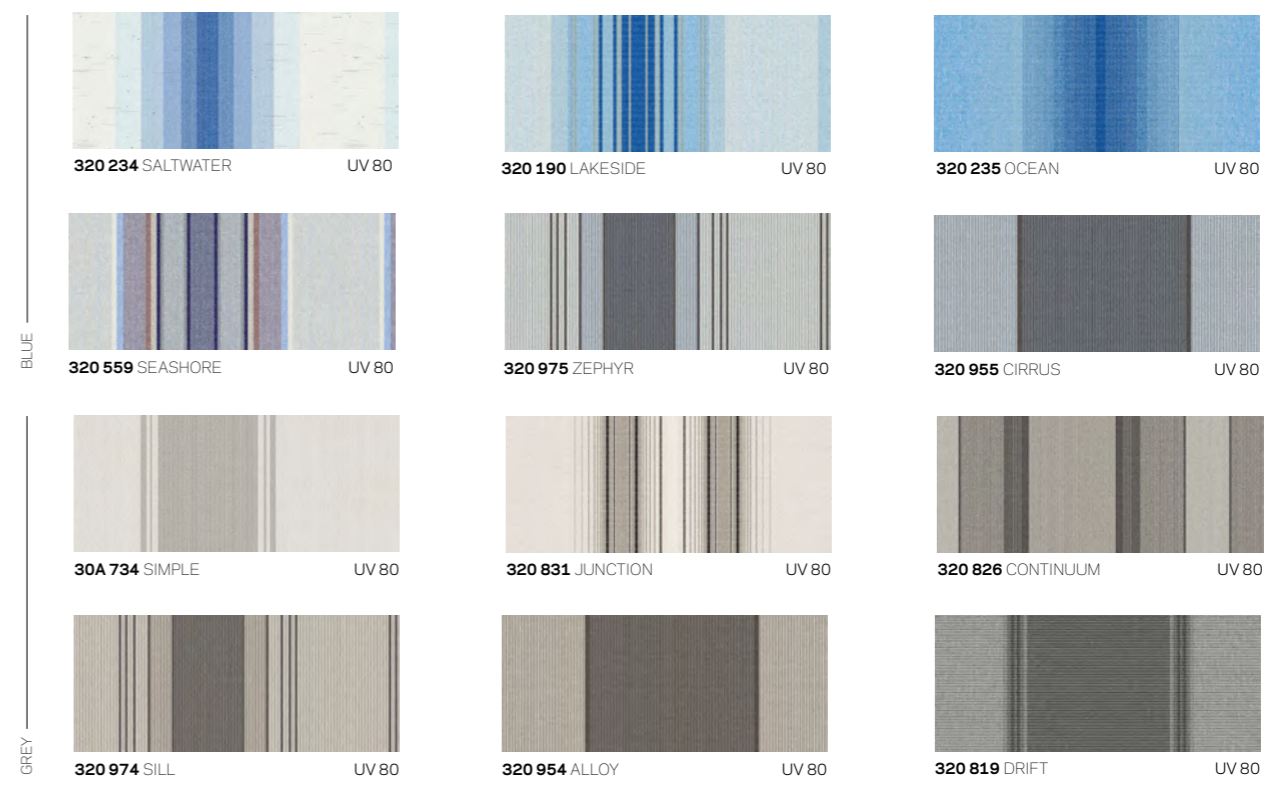 320 234 SALTWATER UV 80
320 190 LAKESIDE UV 80
320 235 OCEAN UV 80
320 559 SEASHORE UV 80
320 975 ZEPHYR UV 80
320 955 CIRRUS UV 80
BLUE
30A 734 SIMPLE UV 80
320 831 JUNCTION UV 80
320 826 CONTINUUM UV 80
320 974 SILL UV 80
320 954 ALLOY UV 80
320 819 DRIFT UV 80
GREY